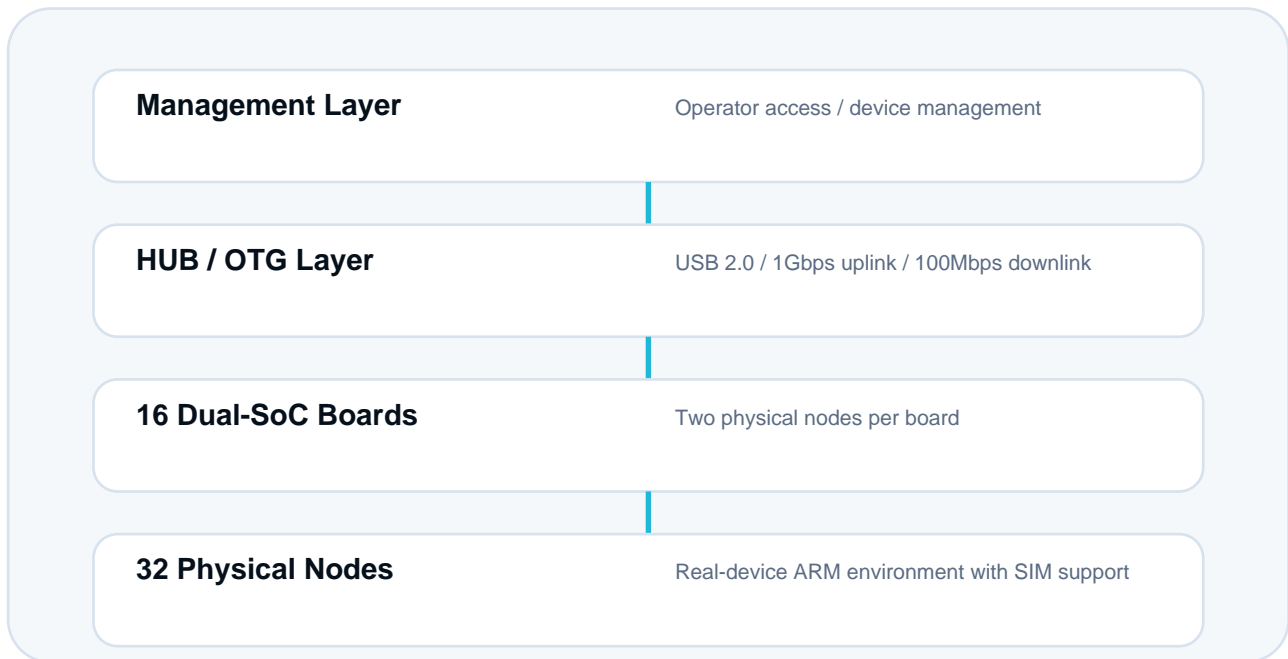 Management Layer
Operator access / device management
HUB / OTG Layer
USB 2.0 / 1Gbps uplink / 100Mbps downlink
16 Dual-SoC Boards
Two physical nodes per board
32 Physical Nodes
Real-device ARM environment with SIM support